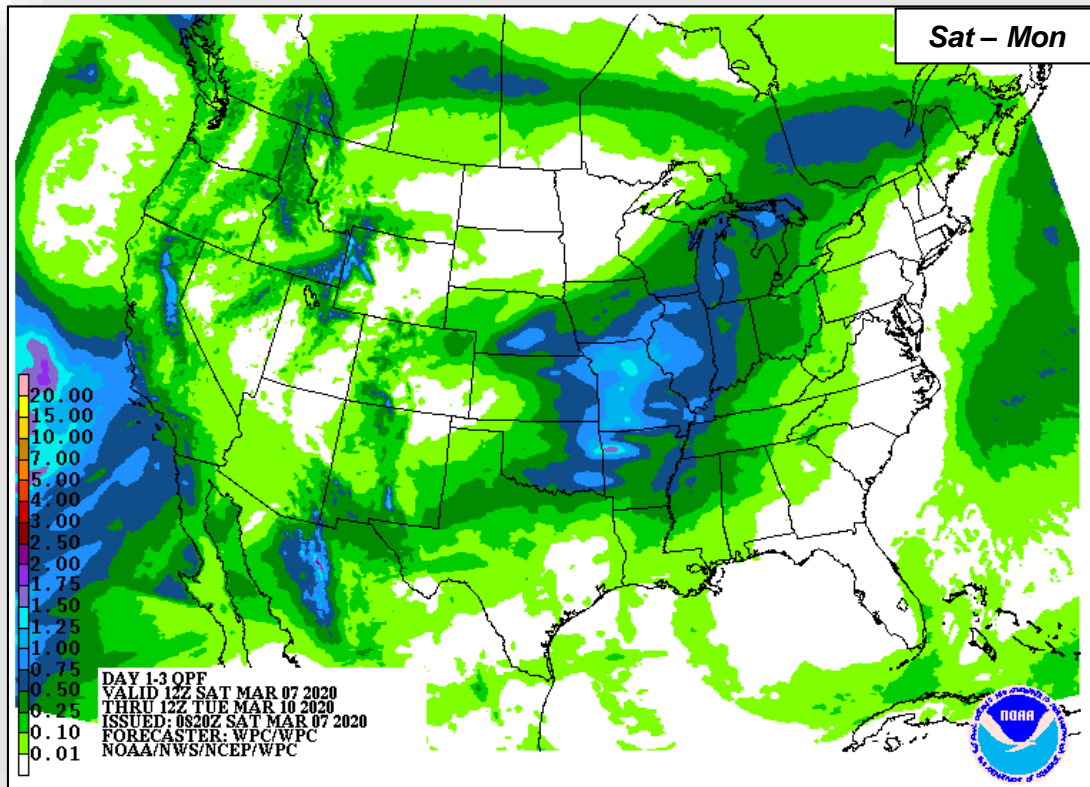 Sat – Mon
20.00
15.00
10.00
7.00
5.00
4.00
3.00
2.50
2.00
1.75
1.50
1.25
1.00
0.75
0.50
0.25
0.10
0.01
DAY 1-3 QPF
VALID 12Z SAT MAR 07 2020
THRU 12Z TUE MAR 10 2020
ISSUED: 0820Z SAT MAR 07 2020
FORECASTER: WPC/WPC
NOAA/NWS/NCEP/WPC
NOAA